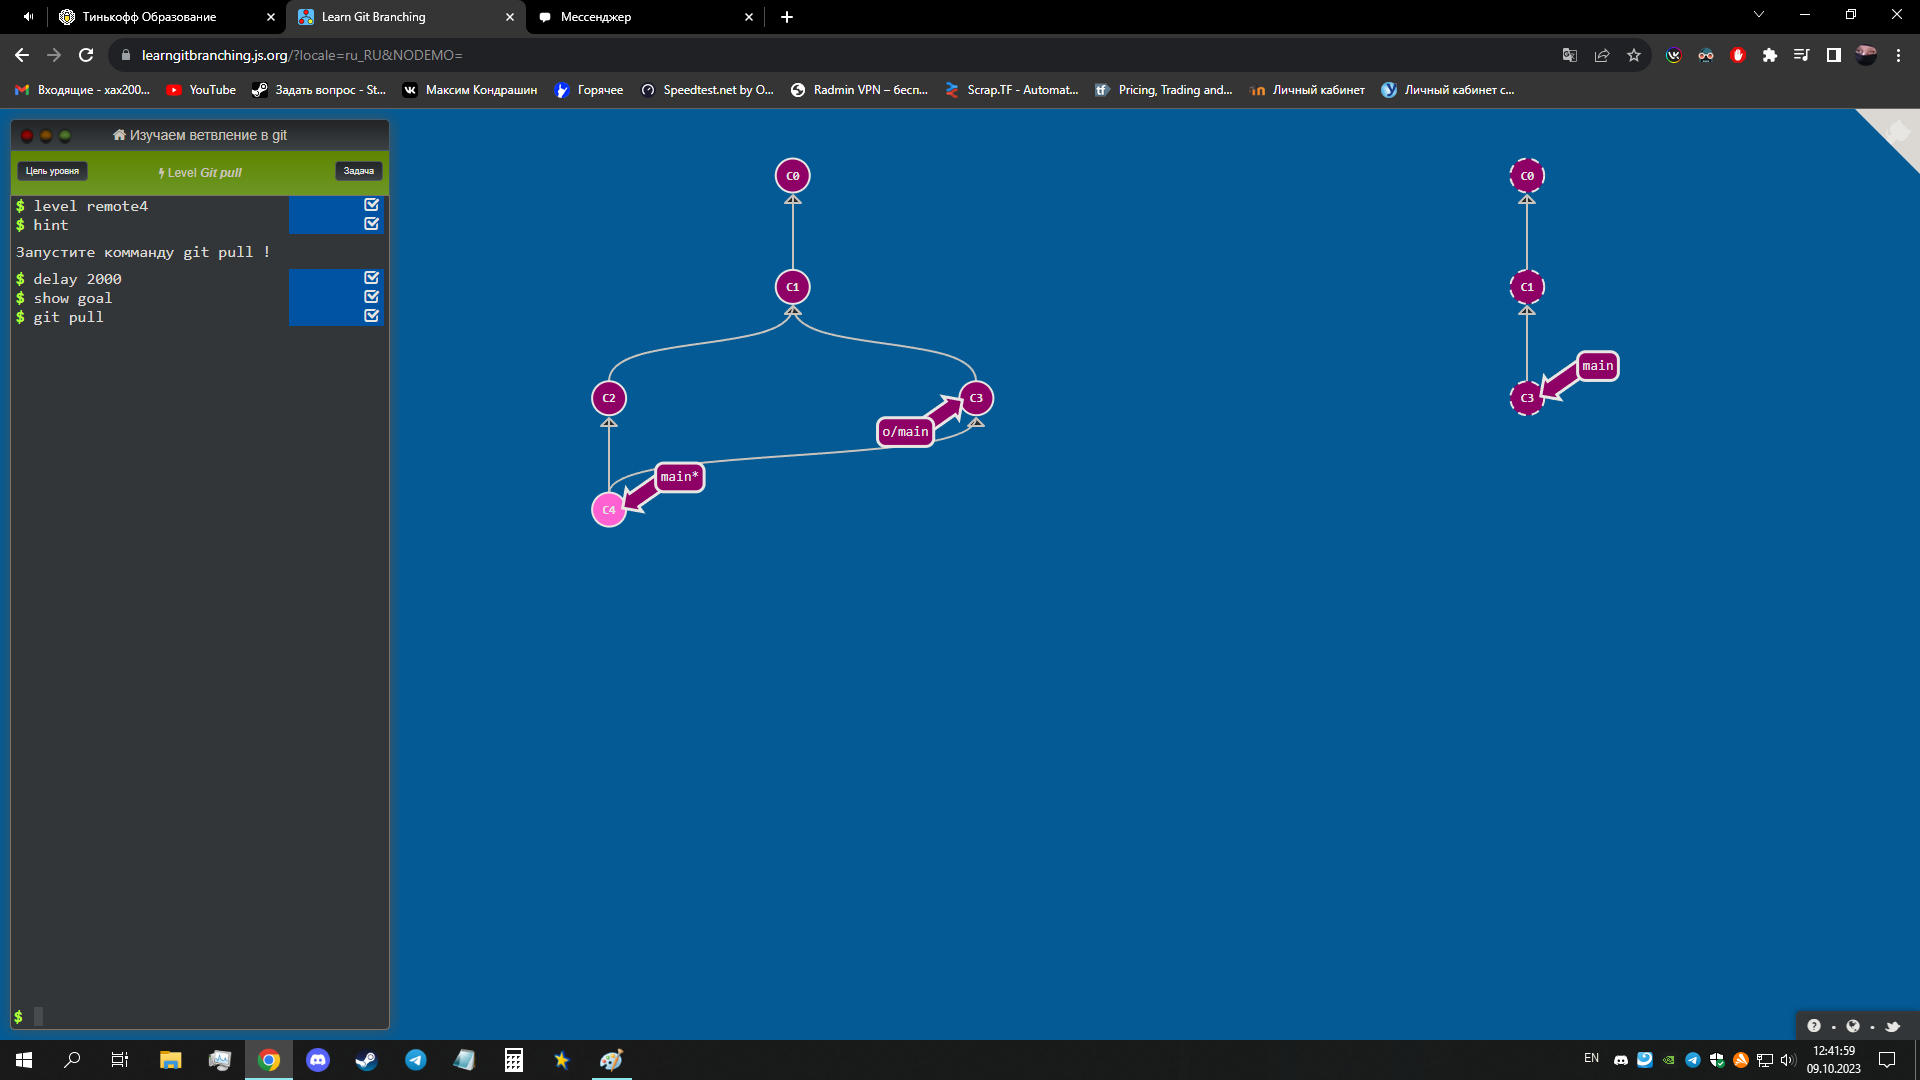 Тинькофф Образование
Learn Git Branching
Мессенджер
learngitbranching.js.org/?locale=ru_RU&NODEMO=
Входящие - xax200...
YouTube
Задать вопрос - St...
Максим Кондрашин
Горячее
Speedtest.net by O...
Radmin VPN – бесп...
Scrap.TF - Automat...
Pricing, Trading and...
Личный кабинет
Личный кабинет с...
Изучаем ветвление в git
Цель уровня
Level Git pull
Задача
$ level remote4
$ hint
Запустите комманду git pull !
$ delay 2000
$ show goal
$ git pull
$
C0
C1
C2
C3
o/main
main*
C4
C0
C1
main
C3
EN
12:41:59
09.10.2023